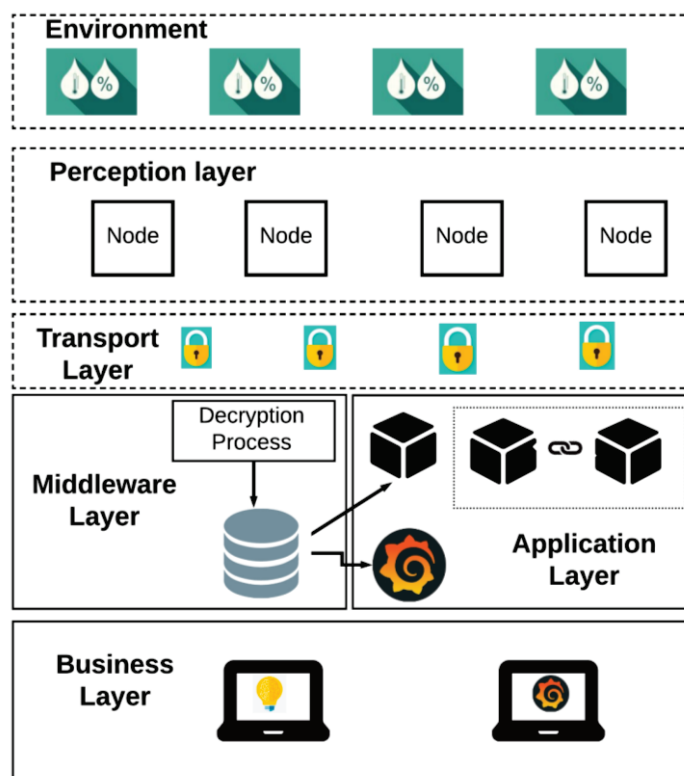 Environment
%
%
%
%
Perception layer
Node
Node
Node
Node
Transport
Layer
Decryption
Process
Middleware
Layer
Application
Layer
Business
Layer